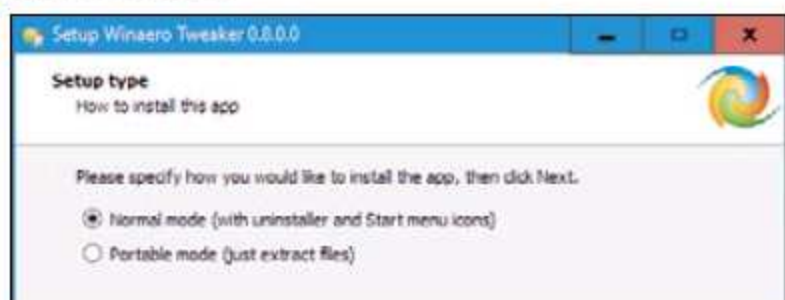 Setup Winaero Tweaker 0.8.0.0
Setup type
How to install this app
Please specify how you would like to install the app, then click Next.
Normal mode (with uninstaller and Start menu icons)
Portable mode (just extract files)